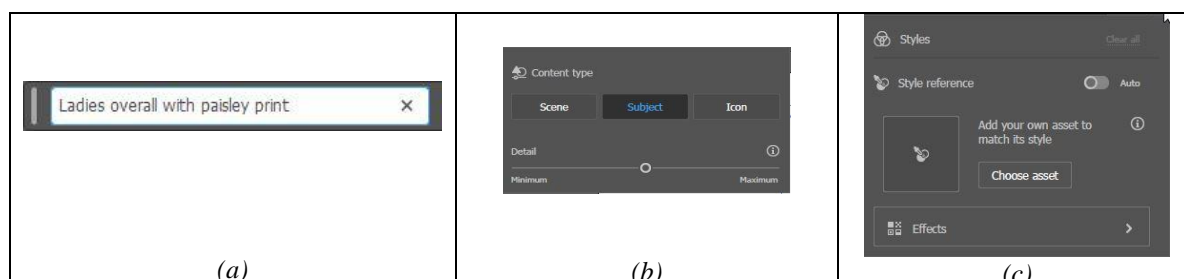 Ladies overall with paisley print
(a)
Content type
Scene Subject Icon
Detail
Minimum Maximum
(b)
Styles Clear all
Style reference Auto
Add your own asset to
match its style
Choose asset
Effects
(c)